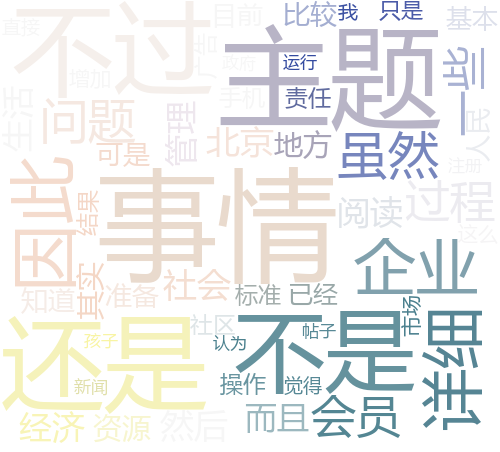 不过
目前
比较
我
只是
基本
直接
广告
主题
政府
运行
一些
增加
手机
责任
生活
问题
管理
北京
地方
虽然
人民
可是
注册
因此
事情
过程
结果
阅读
这么
企业
其实
社会
知道
准备
标准
已经
市场
详细
还是
社区
不是
帖子
孩子
认为
新闻
操作
觉得
经济
资源
然后
而且
会员